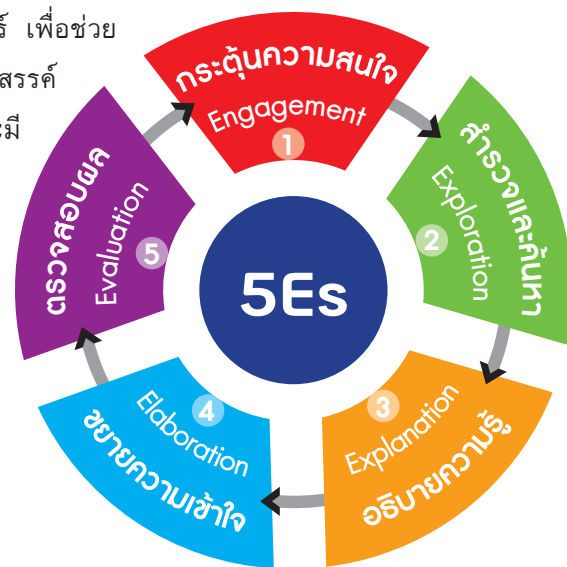 ร์ เพื่อช่วย
สรรค์
ะมี
กระตุ้นความสนใจ
Engagement
1
สำรวจและค้นหา
Exploration
2
อธิบายความรู้
Explanation
3
ขยายความเข้าใจ
Elaboration
4
ตรวจสอบผล
Evaluation
5
5Es